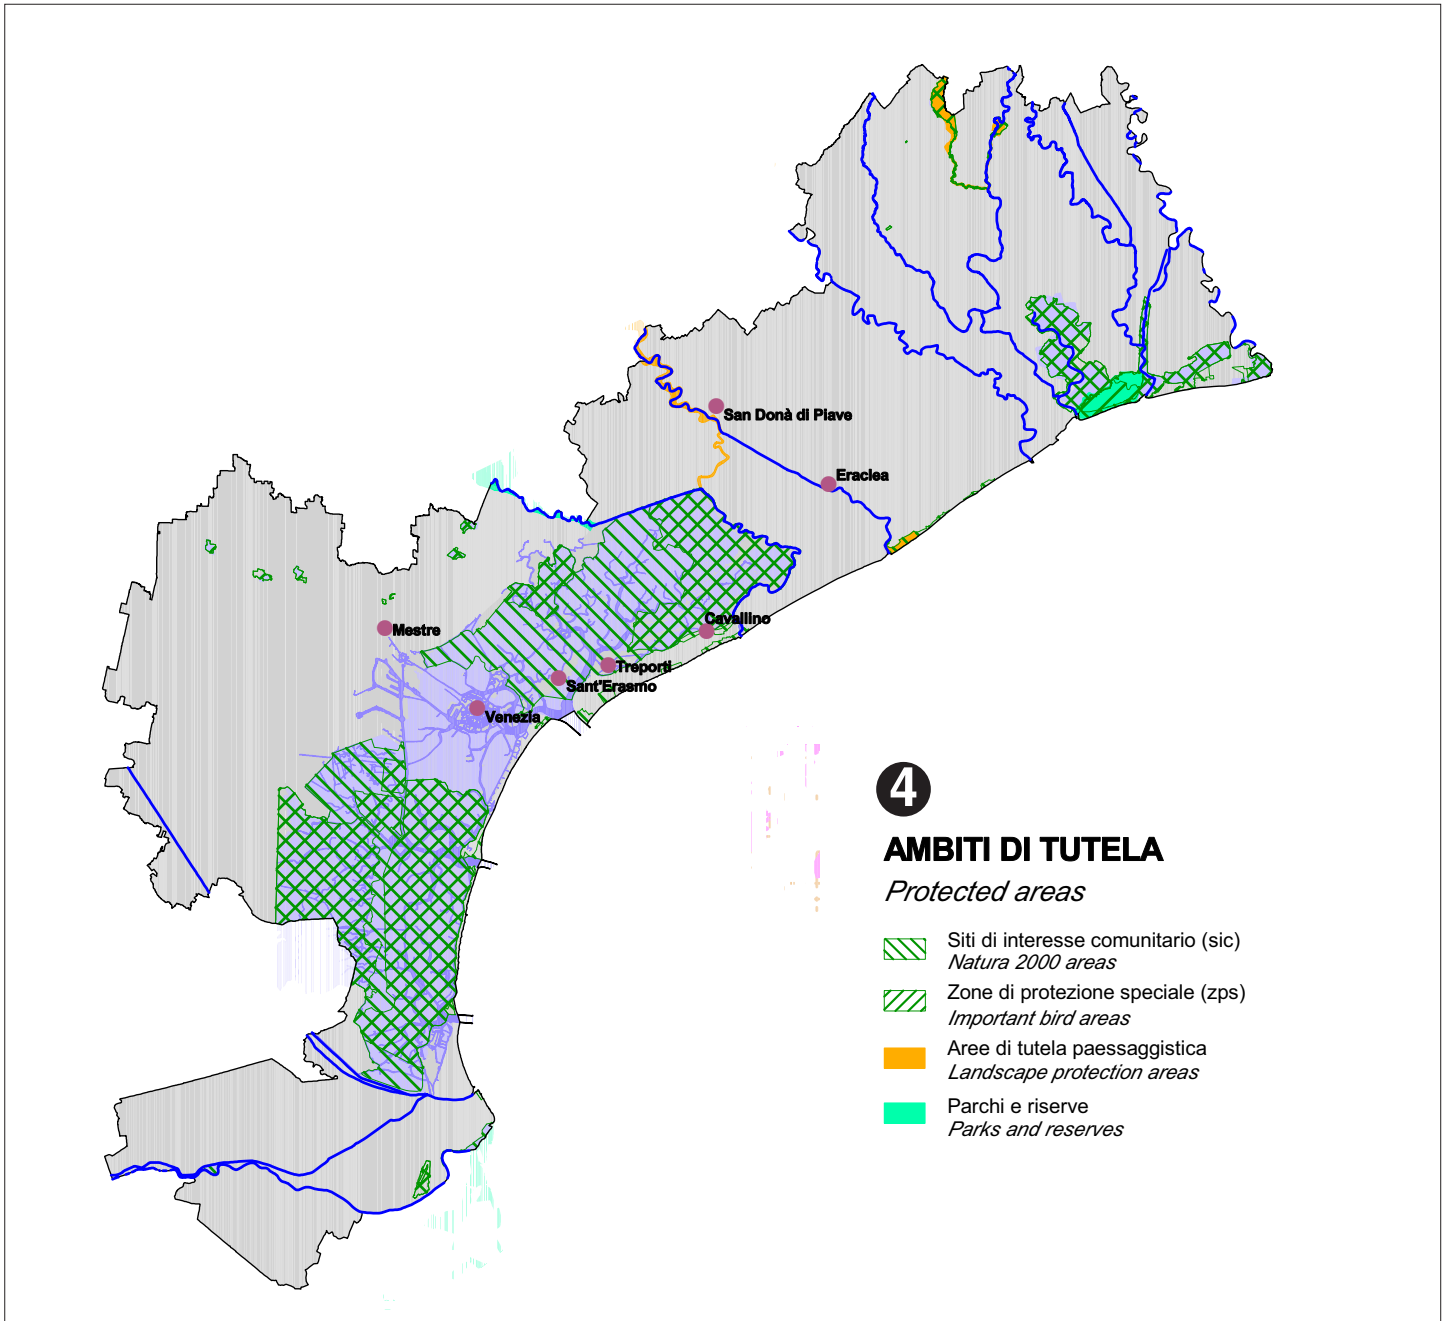 San Donà di Piave
Eraclea
Cavallino
Mestre
Treporti
Sant'Erasmo
Venezia
4
AMBITI DI TUTELA
Protected areas
Siti di interesse comunitario (sic)
Natura 2000 areas
Zone di protezione speciale (zps)
Important bird areas
Aree di tutela paessaggistica
Landscape protection areas
Parchi e riserve
Parks and reserves